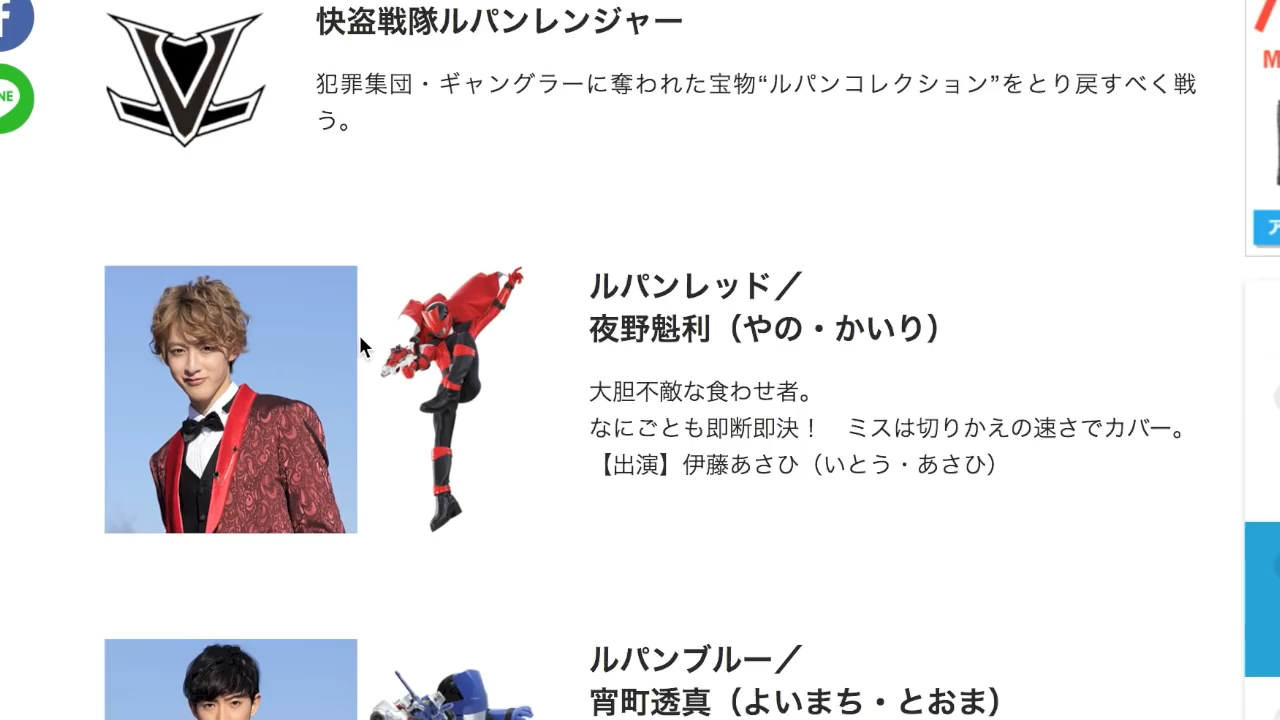 快盗戦隊ルパンレンジャー
犯罪集団・ギャングラーに奪われた宝物“ルパンコレクション”をとり戻すべく戦
う。
ルパンレッド／
夜野魁利（やの・かいり）
大胆不敵な食わせ者。
なにごとも即断即決！　ミスは切りかえの速さでカバー。
【出演】伊藤あさひ（いとう・あさひ）
ルパンブルー／
宵町透真（よいまち・とおま）